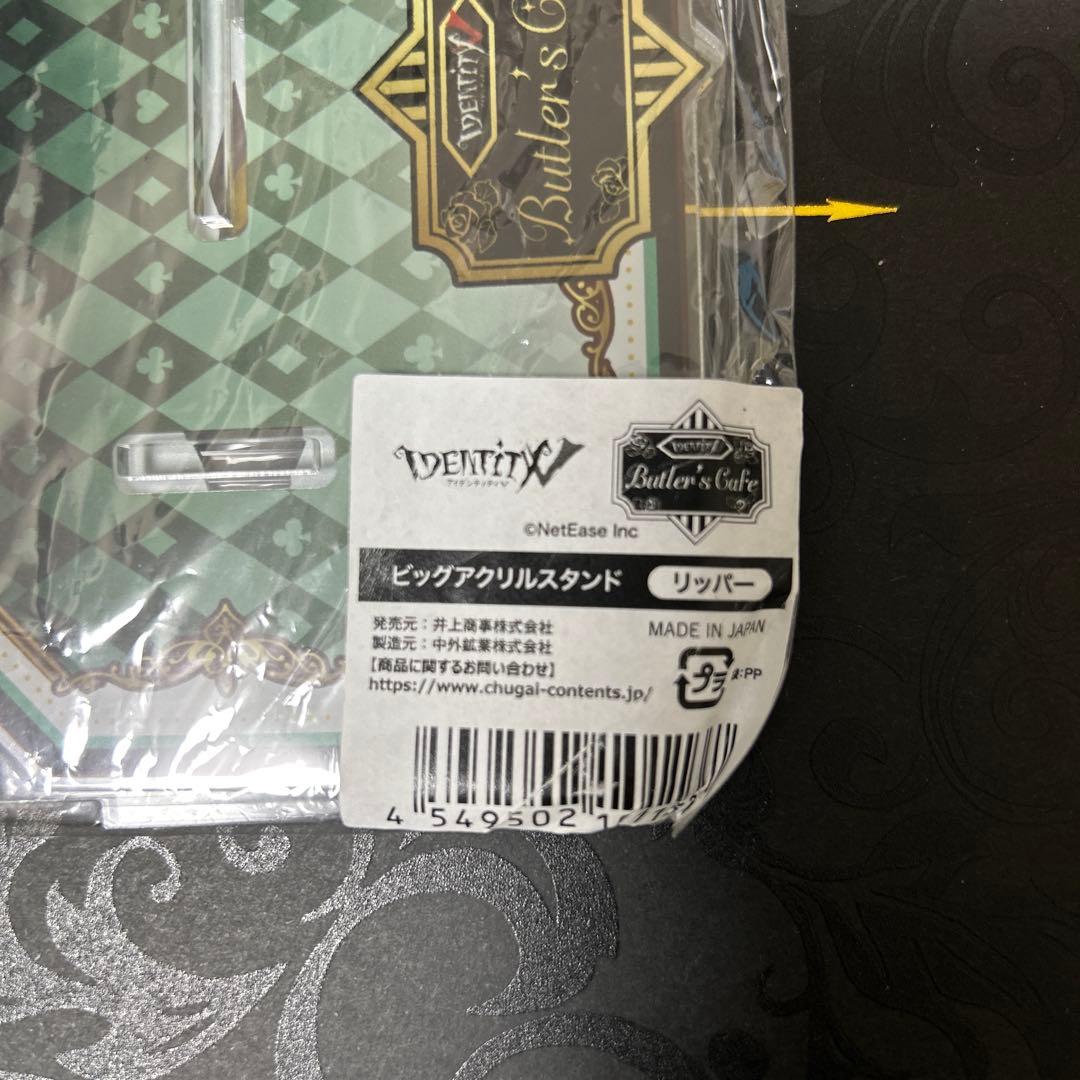 IDENTITY V
Butler's C
IDENTITY V
アイデンティティV
IDENTITY V
Butler's Cafe
©NetEase Inc
ビッグアクリルスタンド リッパー
発売元：井上商事株式会社
MADE IN JAPAN
製造元：中外鉱業株式会社
【商品に関するお問い合わせ】
https://www.chugai-contents.jp/
プラ
袋:PP
4 549502 1